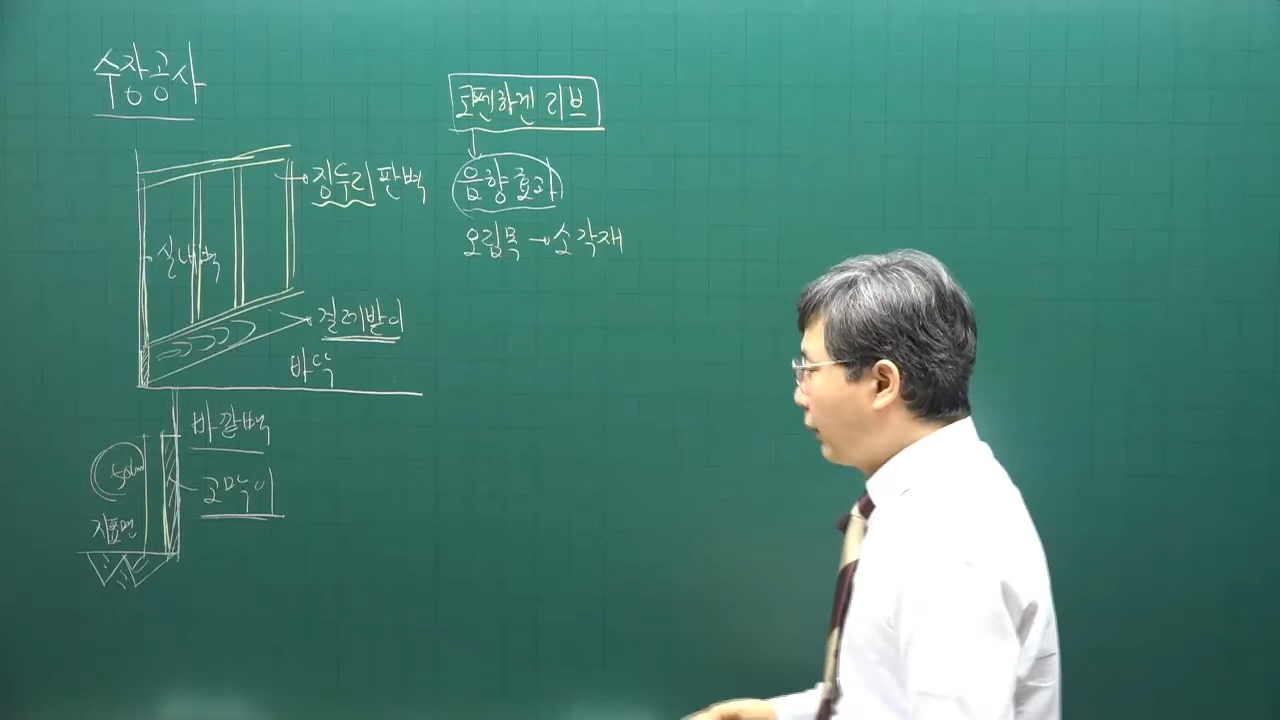 수장공사
징두리 판벽
실내벽
걸레받이
바닥
바깥벽
50cm
고막이
지표면
코펜하겐 리브
음향효과
오림목 → 소각재